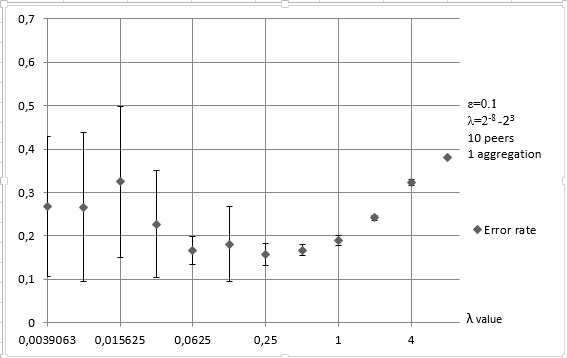 0,7
0,6
0,5
0,4
0,3
0,2
0,1
0
0,0039063 0,015625 0,0625 0,25 1 4
ε=0.1
λ=2⁻⁸ -2³
10 peers
1 aggregation
Error rate
λ value